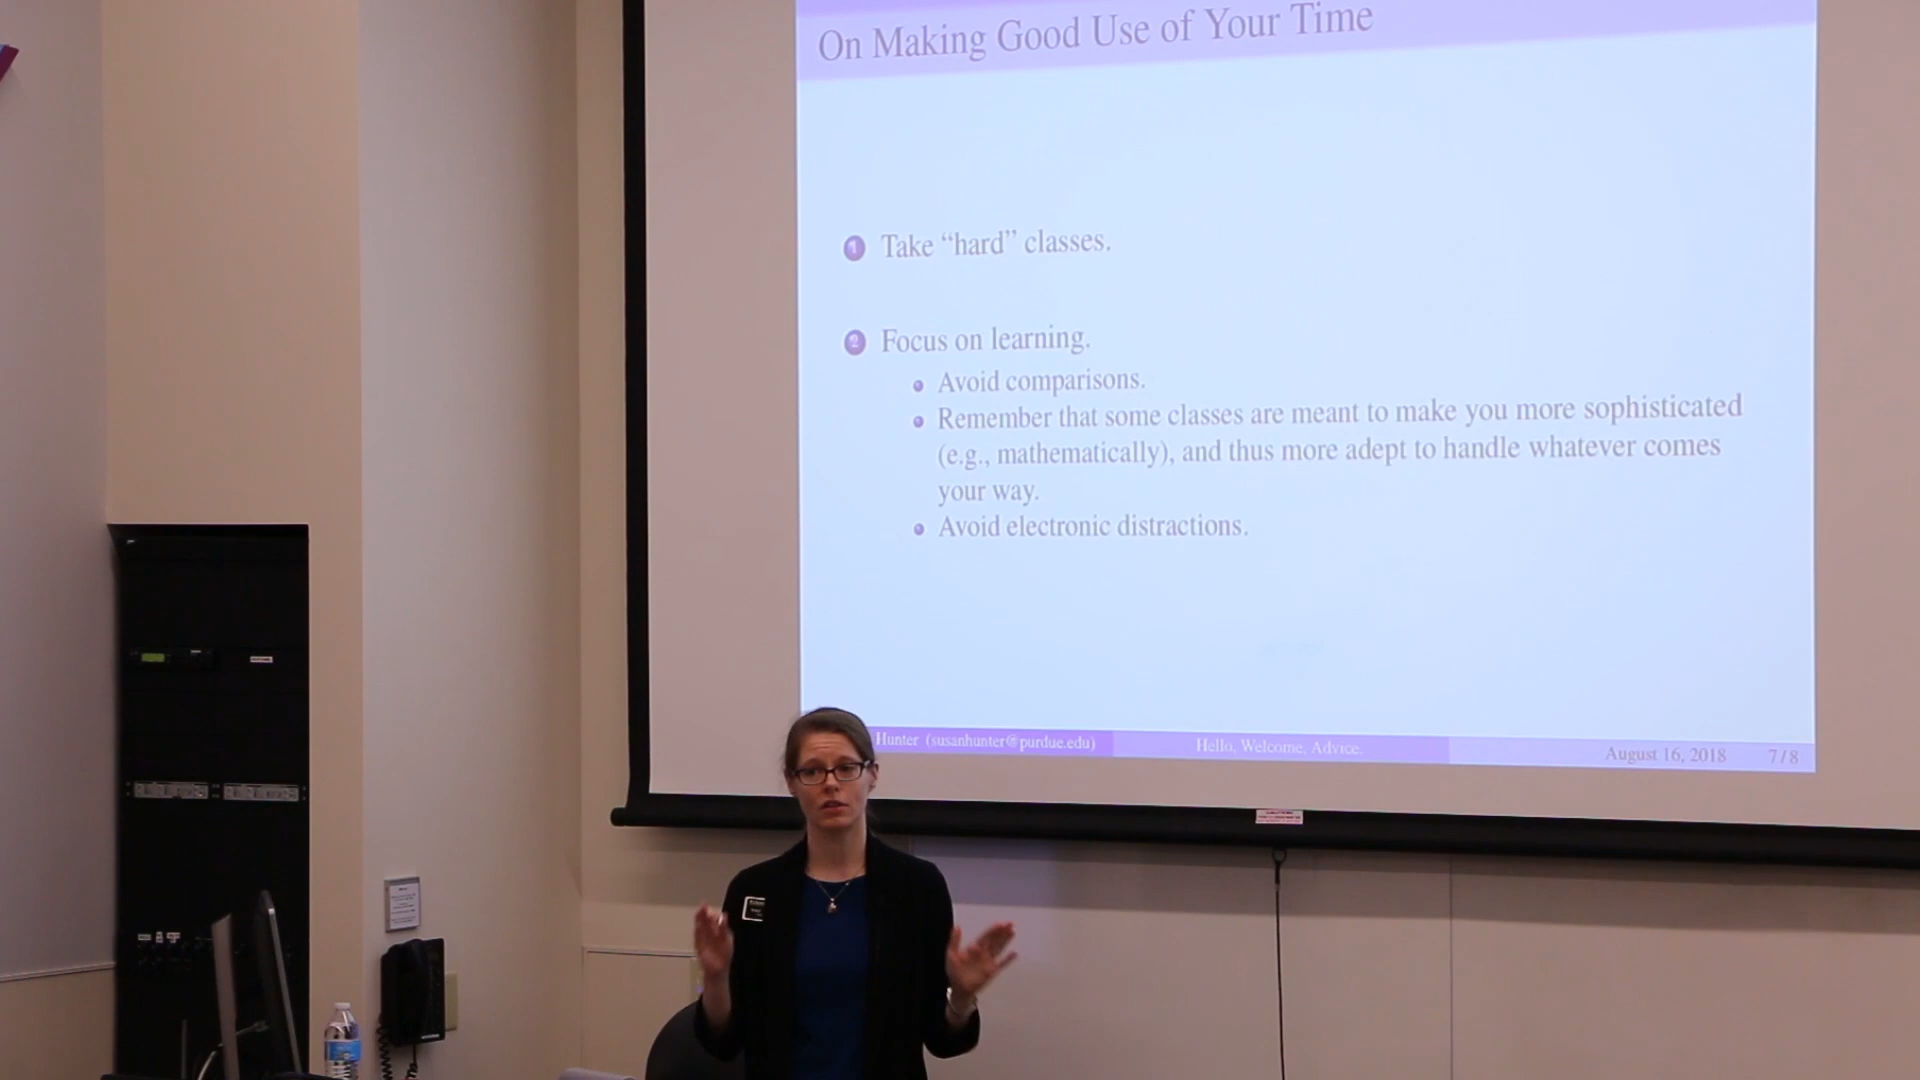 On Making Good Use of Your Time
1 Take “hard” classes.
2 Focus on learning.
Avoid comparisons.
Remember that some classes are meant to make you more sophisticated
(e.g., mathematically), and thus more adept to handle whatever comes
your way.
Avoid electronic distractions.
Hunter (susanhunter@purdue.edu)
Hello, Welcome, Advice.
August 16, 2018
7 / 8